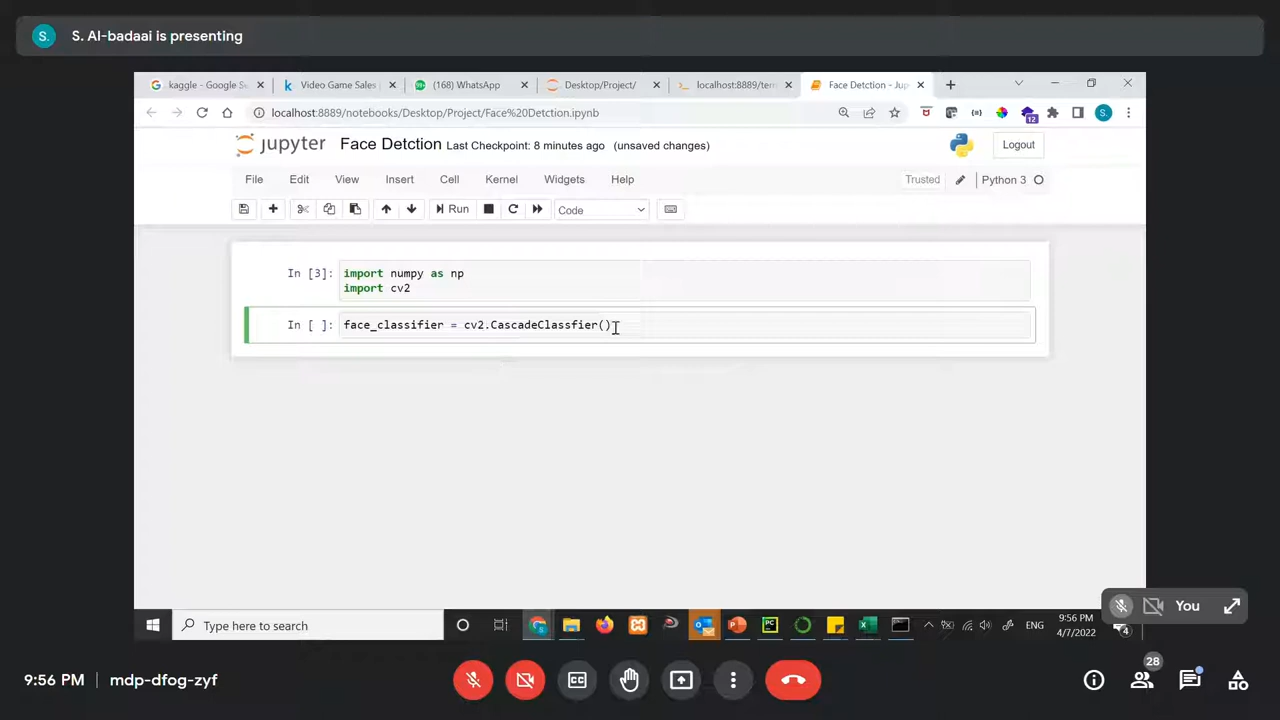 S. S. Al-badaai is presenting
kaggle - Google Se
Video Game Sales
(168) WhatsApp
Desktop/Project/
localhost:8889/tern
Face Detction - Jup
localhost:8889/notebooks/Desktop/Project/Face%20Detction.ipynb
12
S
jupyter Face Detction Last Checkpoint: 8 minutes ago (unsaved changes)
Logout
File Edit View Insert Cell Kernel Widgets Help
Trusted
Python 3
Run
Code
In [3]: import numpy as np
import cv2
In [ ]: face_classifier = cv2.CascadeClassfier()
You
Type here to search
ENG
9:56 PM
4/7/2022
4
9:56 PM | mdp-dfog-zyf
28